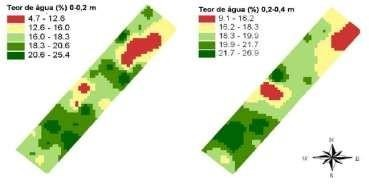 Teor de água (%) 0-0,2 m
4.7 - 12.6
12.6 - 16.0
16.0 - 18.3
18.3 - 20.6
20.6 - 25.4
Teor de água (%) 0,2-0,4 m
9.1 - 16.2
16.2 - 18.3
18.3 - 19.9
19.9 - 21.7
21.7 - 26.9
N
E
S